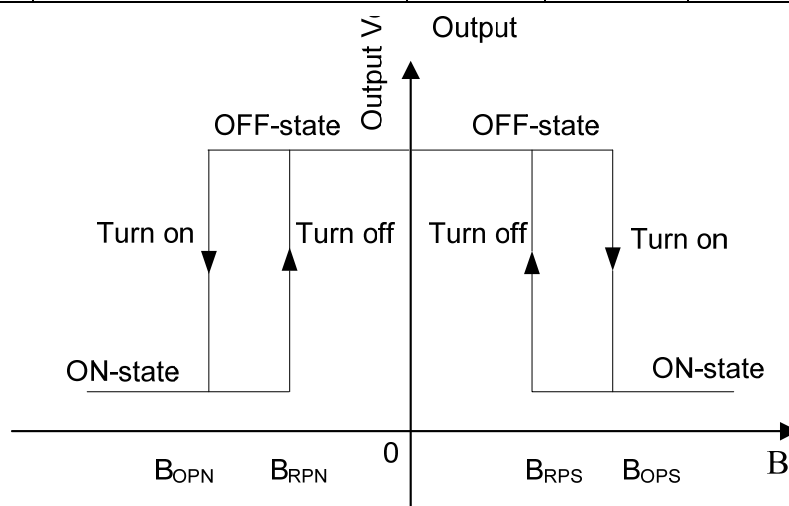 Output
Output
OFF-state
OFF-state
Turn on
Turn off
Turn off
Turn on
ON-state
ON-state
0
BOPN
BRPN
BRPS
BOPS
B